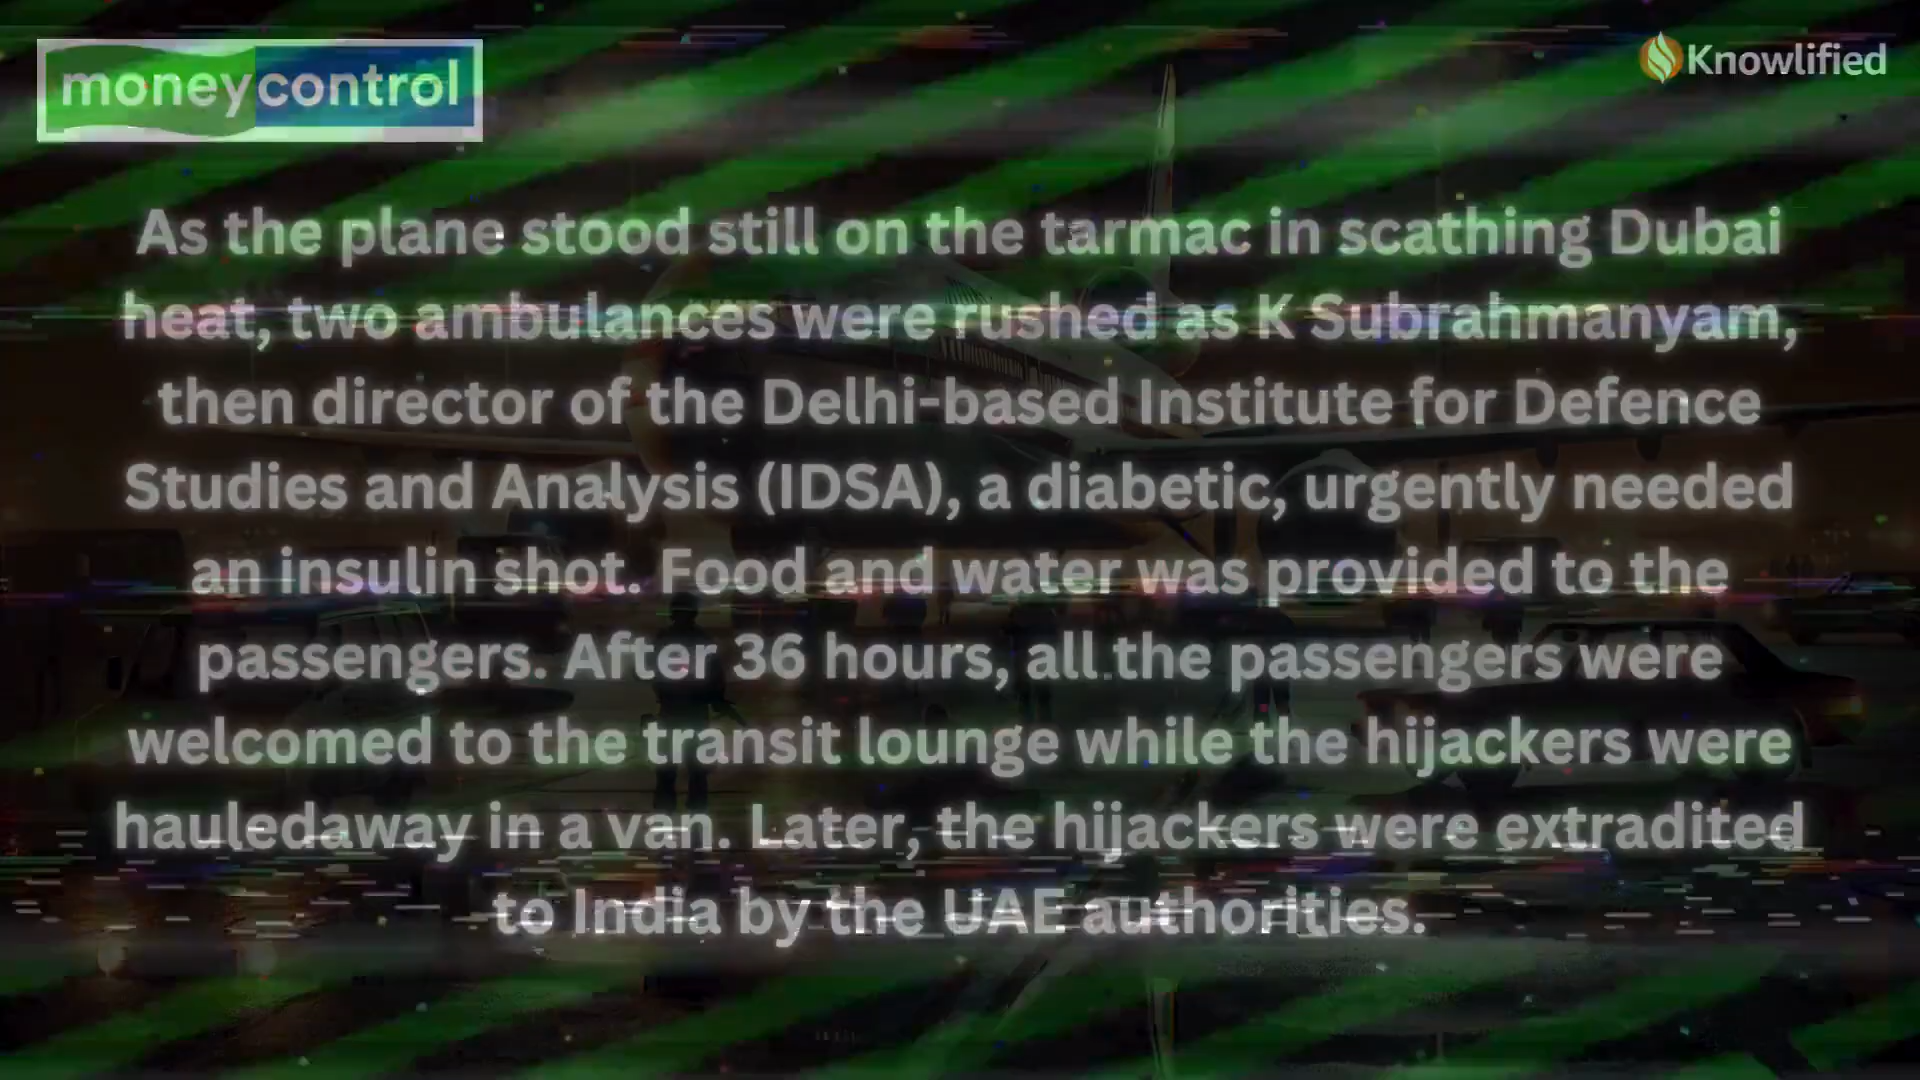 moneycontrol
Knowlified
As the plane stood still on the tarmac in scathing Dubai
heat, two ambulances were rushed as K Subrahmanyam,
then director of the Delhi-based Institute for Defence
Studies and Analysis (IDSA), a diabetic, urgently needed
an insulin shot. Food and water was provided to the
passengers. After 36 hours, all the passengers were
welcomed to the transit lounge while the hijackers were
hauledaway in a van. Later, the hijackers were extradited
to India by the UAE authorities.